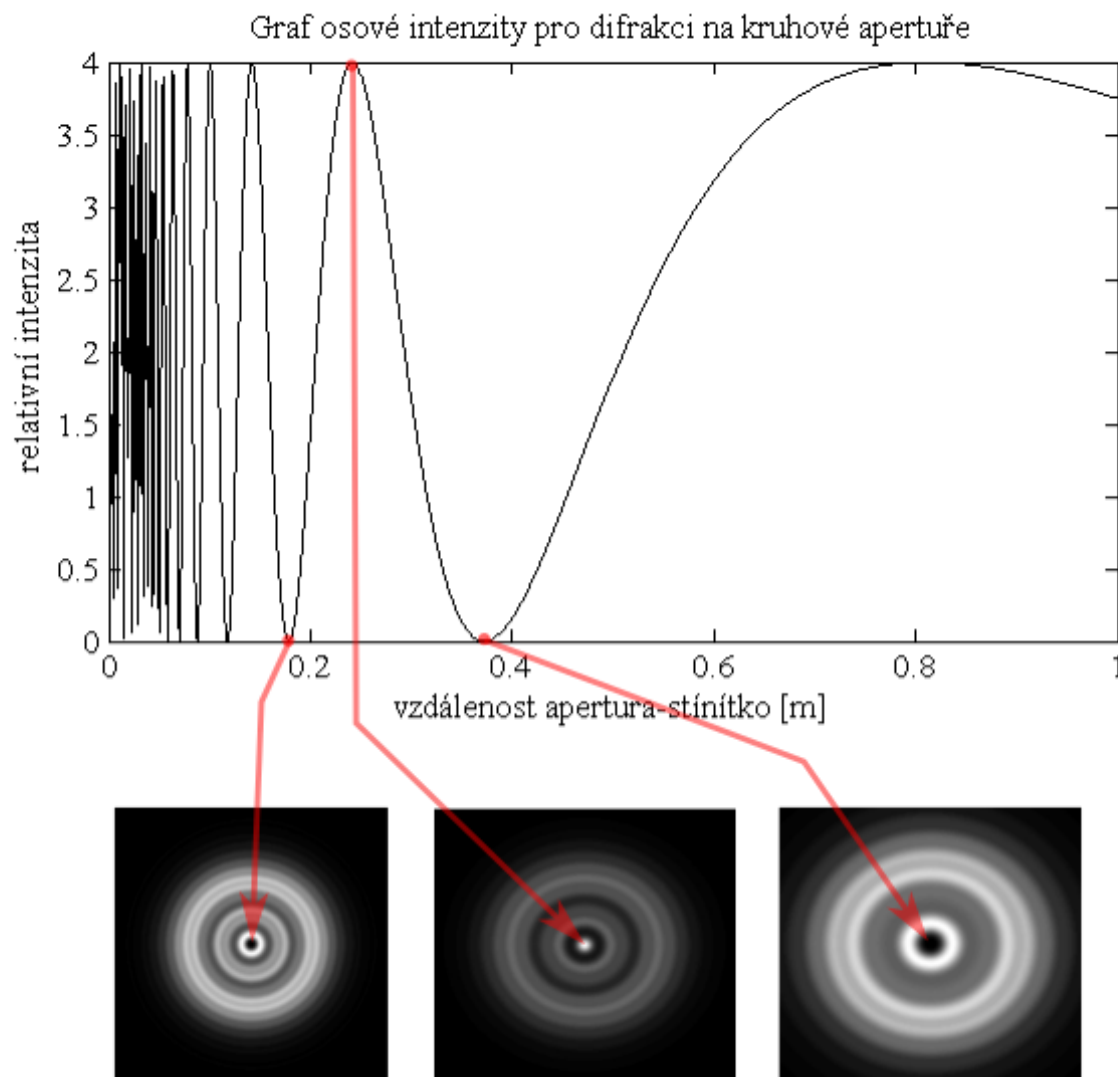 Graf osové intenzity pro difrakci na kruhové apertuře
4
3.5
3
2.5
2
1.5
1
0.5
0
relativní intenzita
0 0.2 0.4 0.6 0.8 1
vzdálenost apertura-stínítko [m]